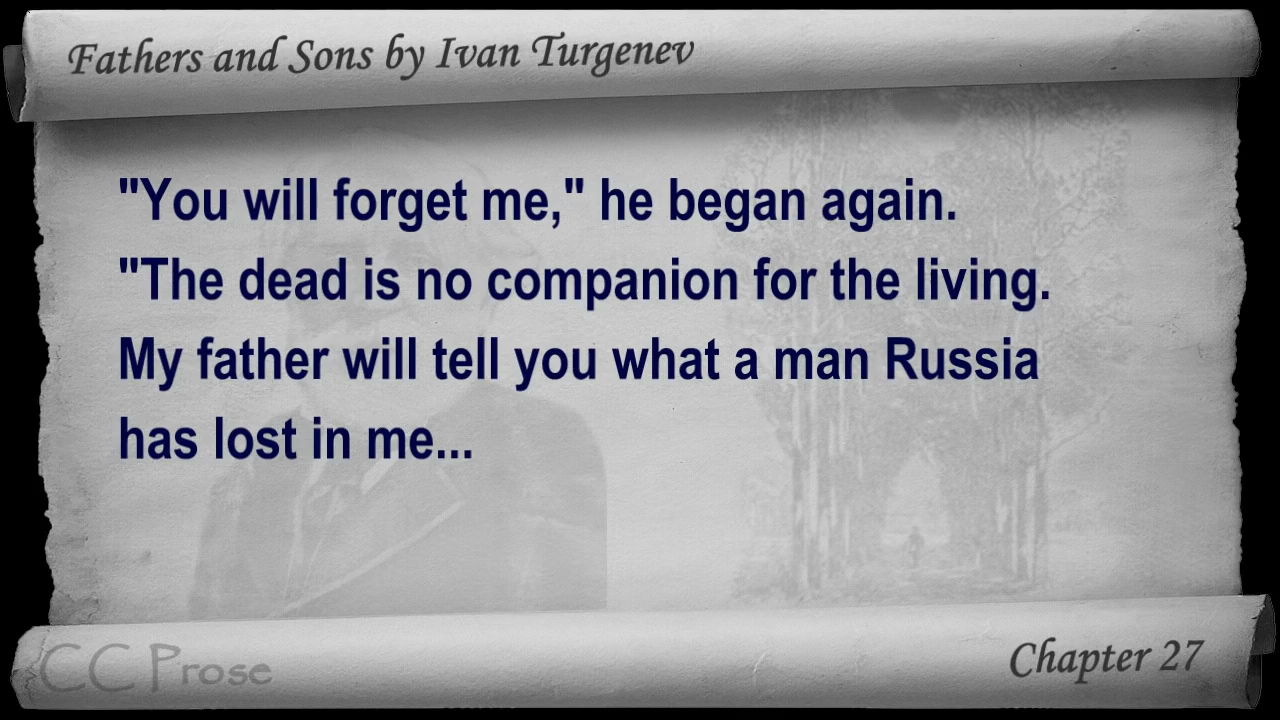 Fathers and Sons by Ivan Turgenev
"You will forget me," he began again.
"The dead is no companion for the living.
My father will tell you what a man Russia
has lost in me...
CC Prose
Chapter 27